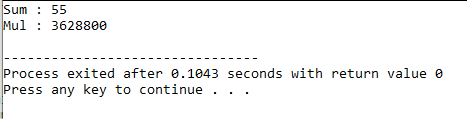 Sum : 55
Mul : 3628800
--------------------------------
Process exited after 0.1043 seconds with return value 0
Press any key to continue . . .